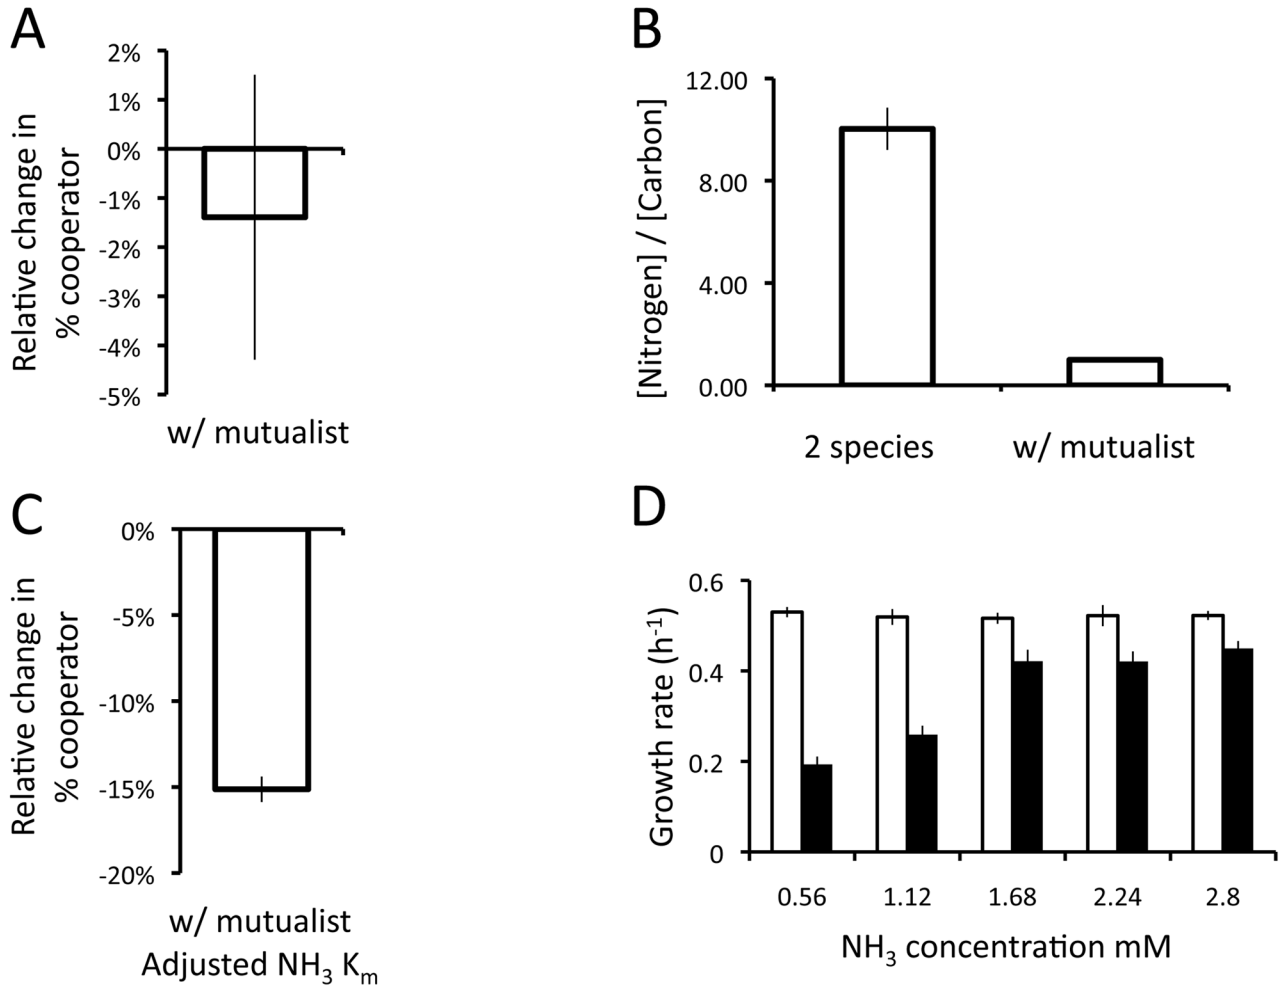 A
2%
1%
0%
-1%
-2%
-3%
-4%
-5%
Relative change in
% cooperator
w/ mutualist
B
12.00
8.00
4.00
0.00
[Nitrogen] / [Carbon]
2 species
w/ mutualist
C
0%
-5%
-10%
-15%
-20%
Relative change in
% cooperator
w/ mutualist
Adjusted NH₃ Kₘ
D
0.6
0.4
0.2
0
Growth rate (h⁻¹)
0.56 1.12 1.68 2.24 2.8
NH₃ concentration mM